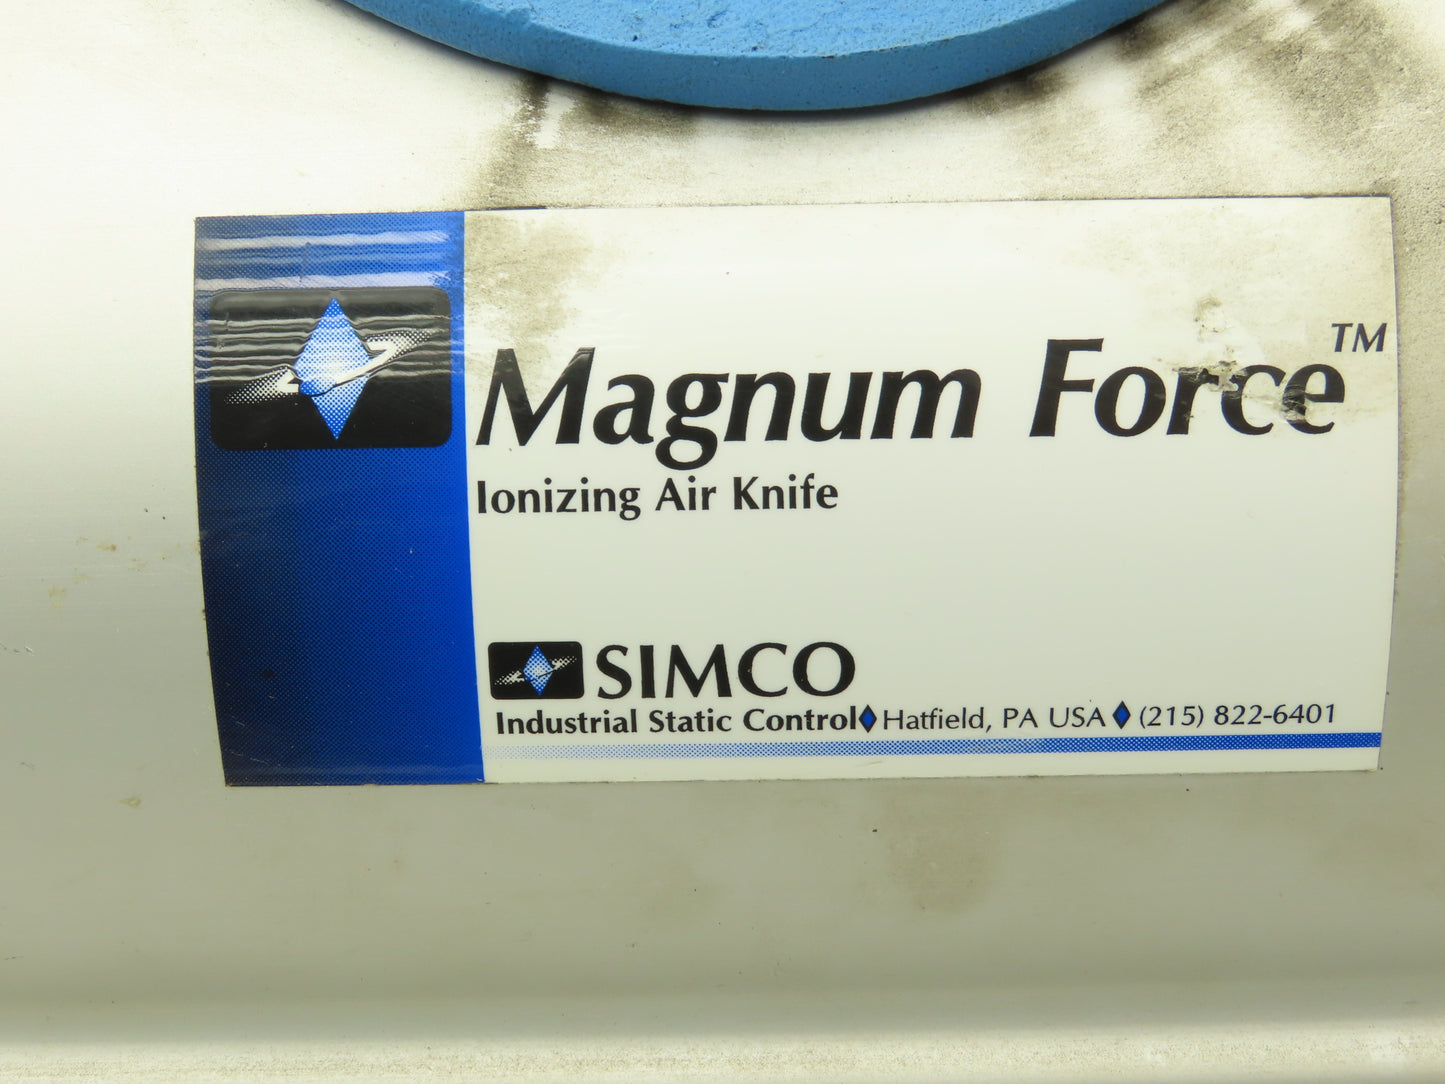 Magnum Force™
Ionizing Air Knife
SIMCO
Industrial Static Control♦Hatfield, PA USA♦(215) 822-6401